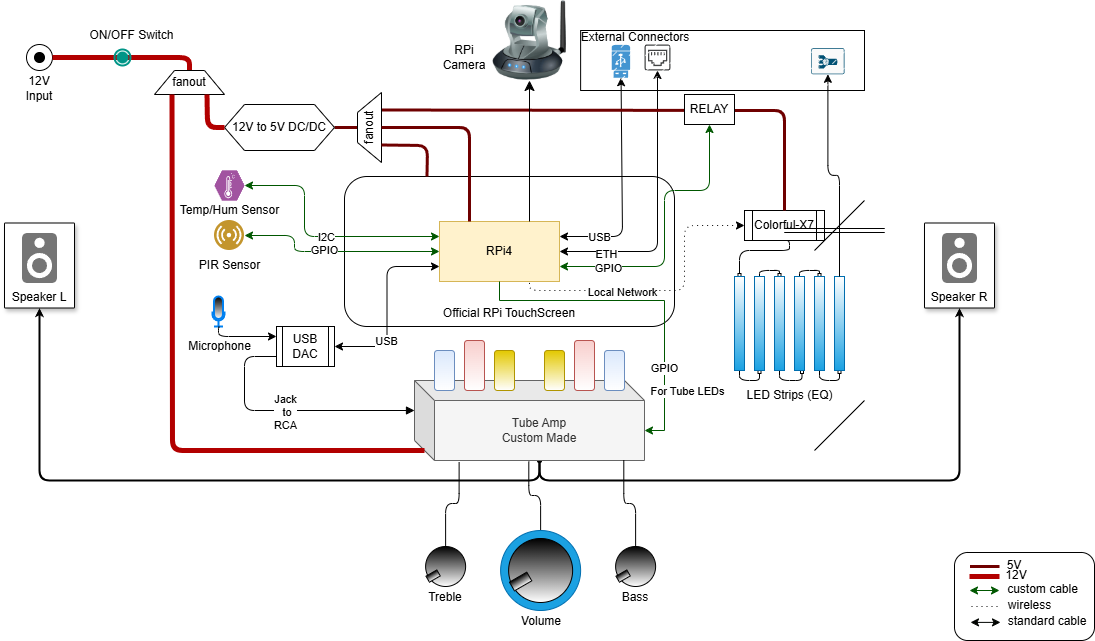 ON/OFF Switch
External Connectors
RPi
Camera
12V
Input
fanout
fanout
RELAY
12V to 5V DC/DC
Temp/Hum Sensor
Colorful-X7
I2C
USB
GPIO
RPi4
ETH
PIR Sensor
GPIO
Speaker L
Local Network
Speaker R
Official RPi TouchScreen
Microphone
USB
DAC
USB
GPIO
For Tube LEDs
LED Strips (EQ)
Jack
to
RCA
Tube Amp
Custom Made
Treble
Volume
Bass
5V
12V
custom cable
wireless
standard cable